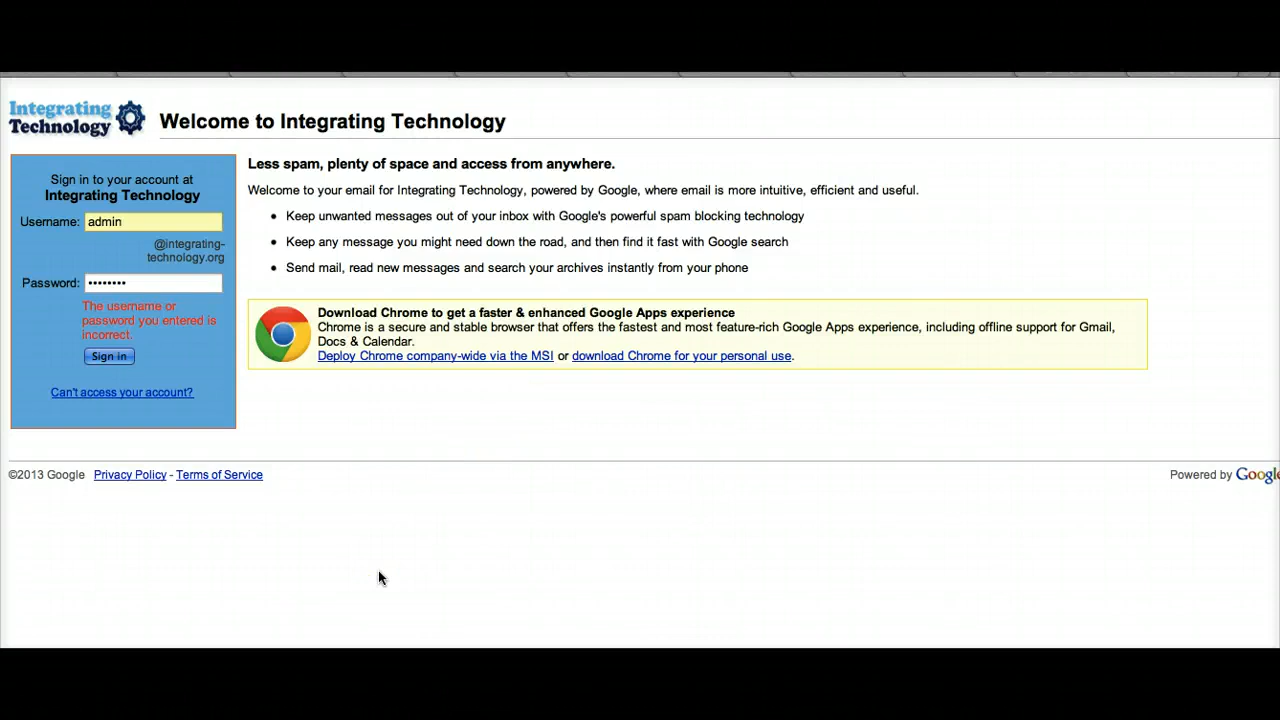 Integrating
Technology
Welcome to Integrating Technology
Sign in to your account at
Integrating Technology
Username: admin
@integrating-
technology.org
Password: ••••••••
The username or
password you entered is
incorrect.
Sign in
Can't access your account?
Less spam, plenty of space and access from anywhere.
Welcome to your email for Integrating Technology, powered by Google, where email is more intuitive, efficient and useful.
• Keep unwanted messages out of your inbox with Google's powerful spam blocking technology
• Keep any message you might need down the road, and then find it fast with Google search
• Send mail, read new messages and search your archives instantly from your phone
Download Chrome to get a faster & enhanced Google Apps experience
Chrome is a secure and stable browser that offers the fastest and most feature-rich Google Apps experience, including offline support for Gmail,
Docs & Calendar.
Deploy Chrome company-wide via the MSI or download Chrome for your personal use.
©2013 Google Privacy Policy - Terms of Service
Powered by Google